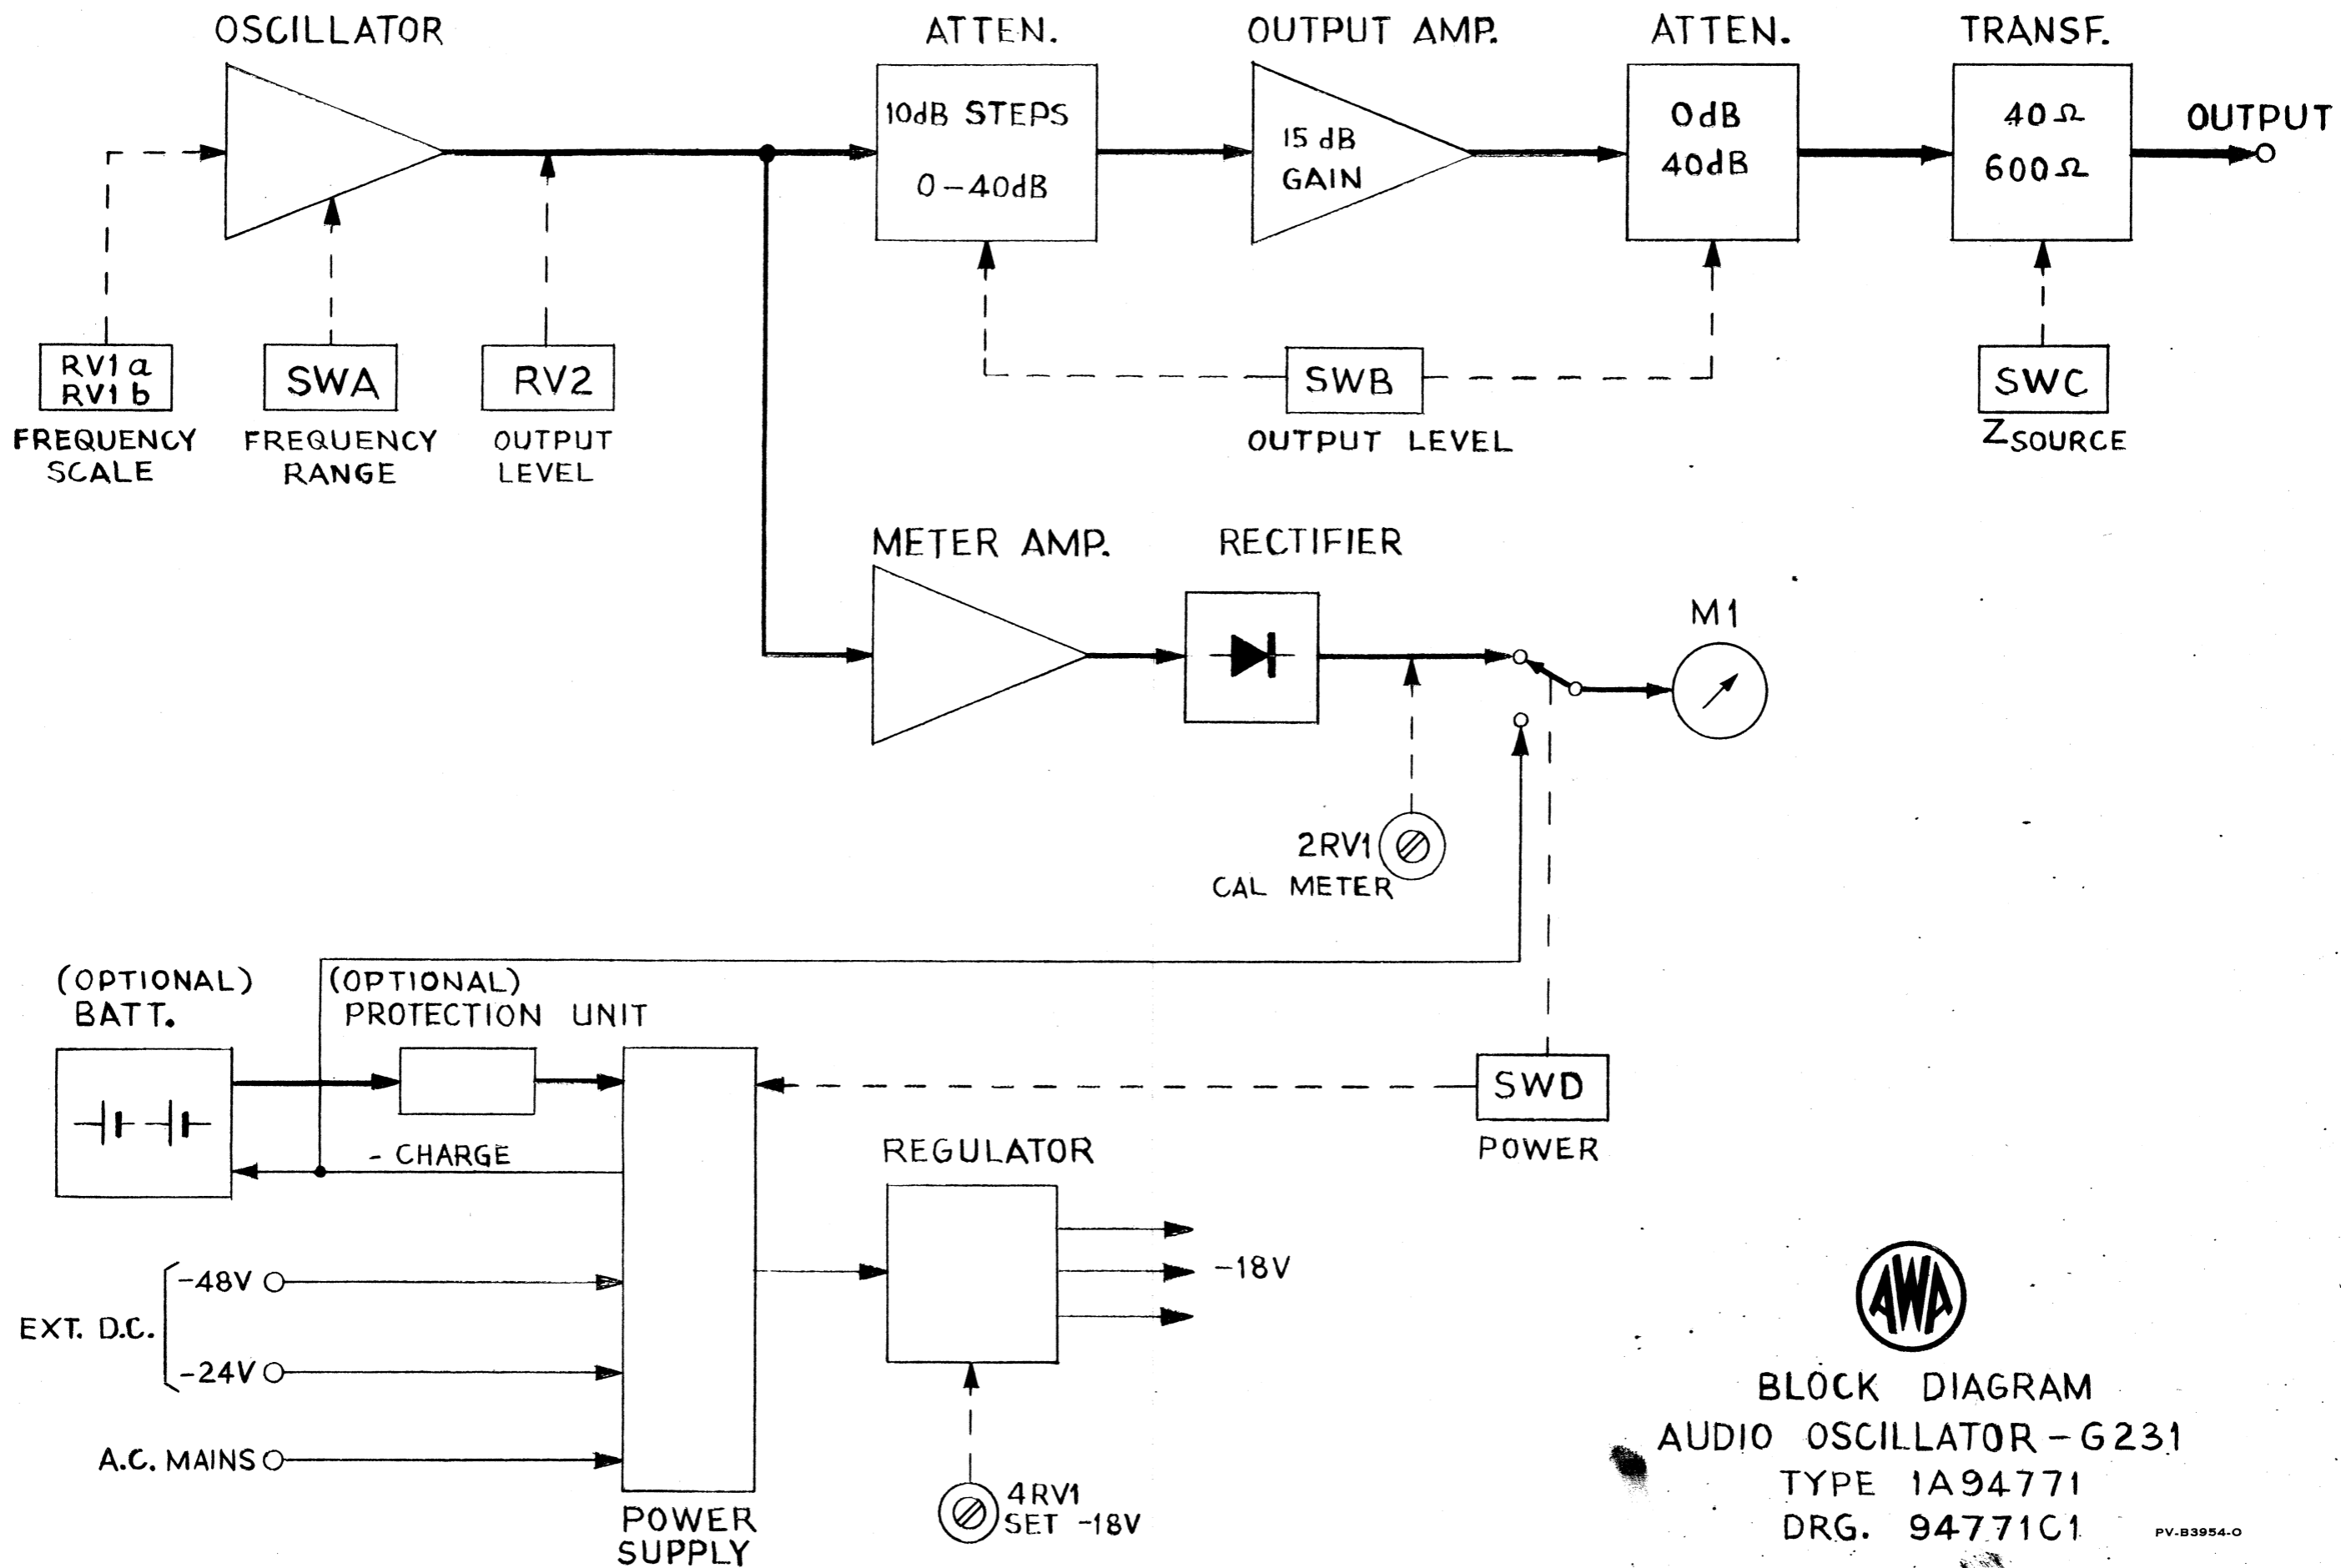 OSCILLATOR
ATTEN.
OUTPUT AMP.
ATTEN.
TRANSF.
10dB STEPS
0-40dB
15 dB
GAIN
0dB
40dB
40Ω
600Ω
OUTPUT
RV1a
RV1b
SWA
RV2
SWB
SWC
FREQUENCY
SCALE
FREQUENCY
RANGE
OUTPUT
LEVEL
OUTPUT LEVEL
ZSOURCE
METER AMP.
RECTIFIER
M1
2RV1
CAL METER
(OPTIONAL)
BATT.
(OPTIONAL)
PROTECTION UNIT
SWD
POWER
- CHARGE
REGULATOR
-48V
-18V
EXT. D.C.
-24V
A.C. MAINS
POWER
SUPPLY
4RV1
SET -18V
AWA
BLOCK DIAGRAM
AUDIO OSCILLATOR-G231
TYPE 1A94771
DRG. 94771C1
PV-B3954-O